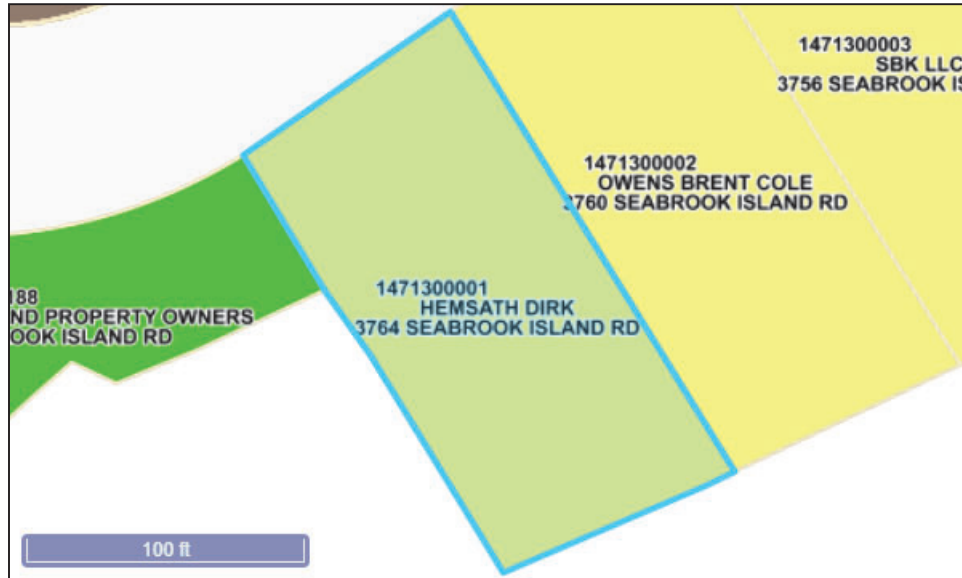 1471300003
SBK LLC
3756 SEABROOK IS
1471300002
OWENS BRENT COLE
3760 SEABROOK ISLAND RD
1471300001
HEMSATH DIRK
3764 SEABROOK ISLAND RD
188
ND PROPERTY OWNERS
OOK ISLAND RD
100 ft